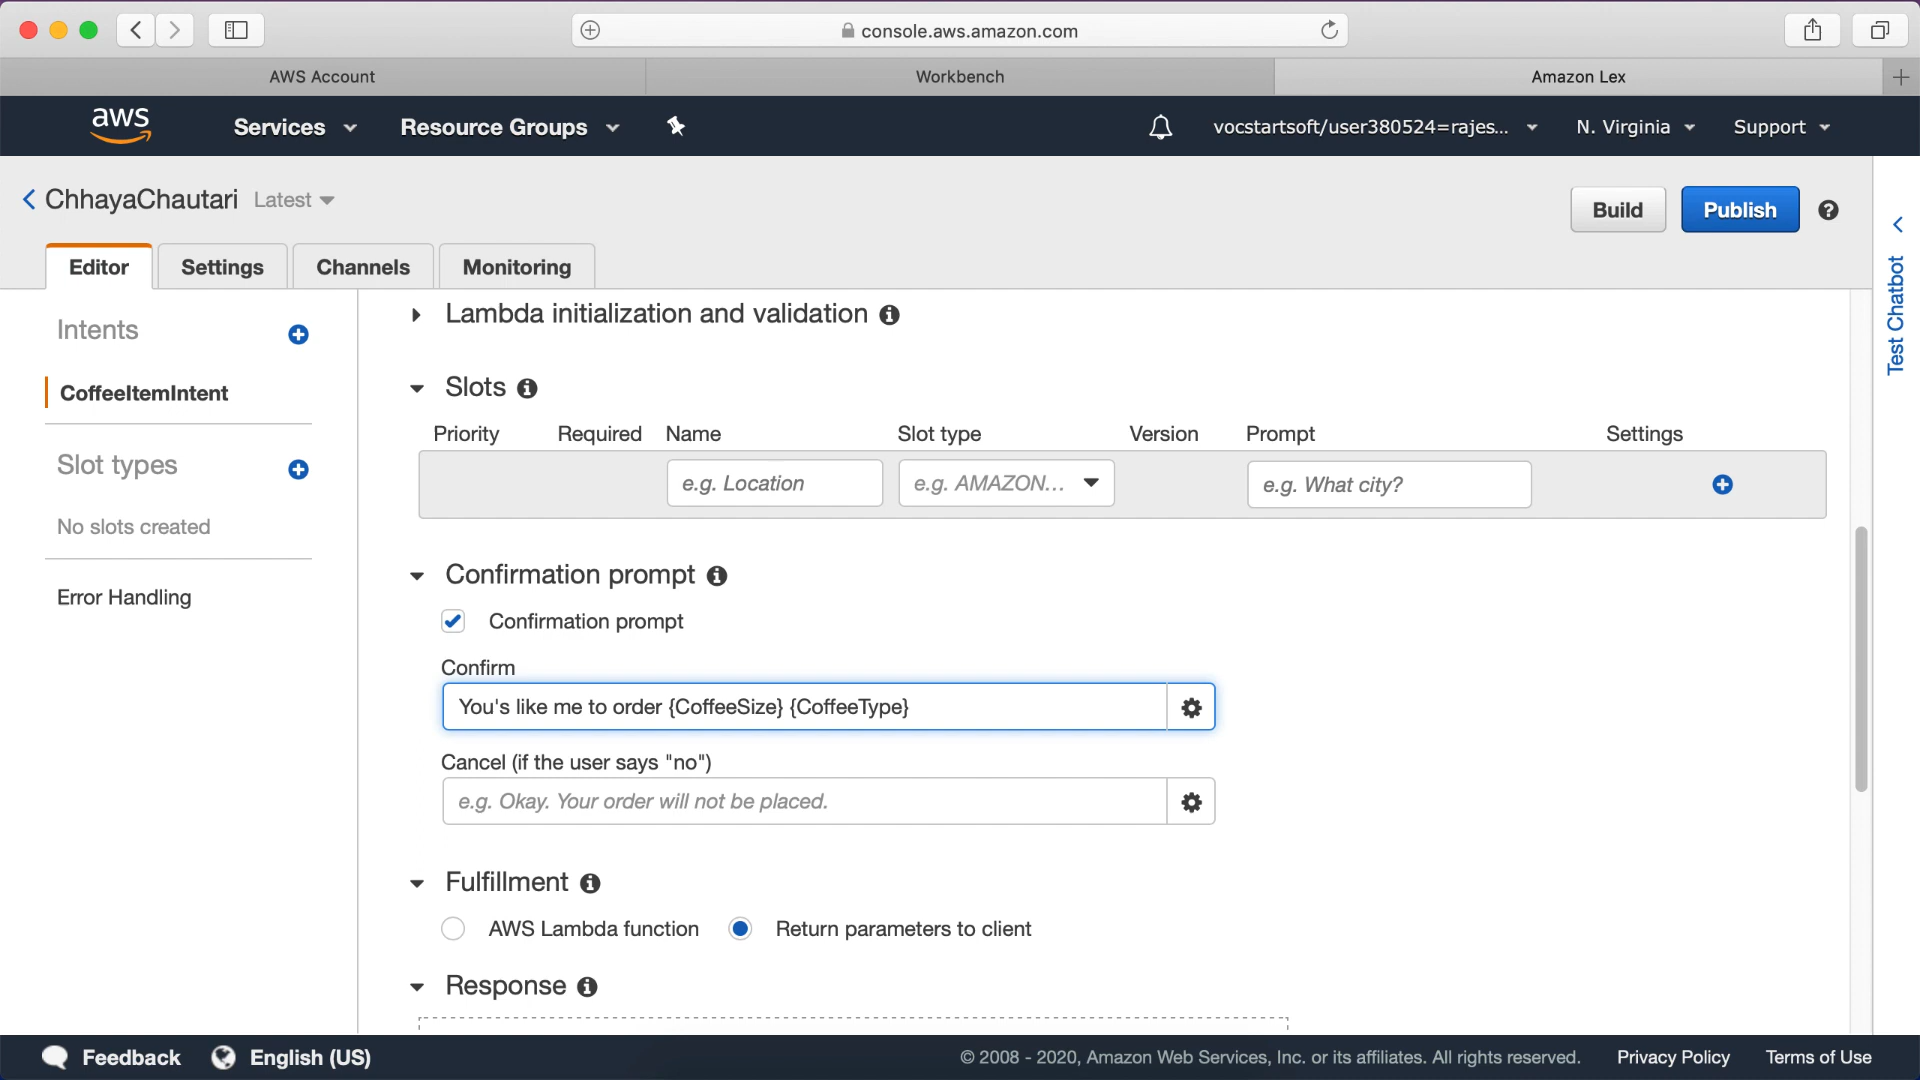 console.aws.amazon.com
AWS Account
Workbench
Amazon Lex
aws
Services
Resource Groups
vocstartsoft/user380524=rajes...
N. Virginia
Support
ChhayaChautari
Latest
Build
Publish
Editor
Settings
Channels
Monitoring
Test Chatbot
Intents
CoffeeItemIntent
Slot types
No slots created
Error Handling
Lambda initialization and validation
Slots
Priority Required Name Slot type Version Prompt Settings
e.g. Location e.g. AMAZON... e.g. What city?
Confirmation prompt
Confirmation prompt
Confirm
You's like me to order {CoffeeSize} {CoffeeType}
Cancel (if the user says "no")
e.g. Okay. Your order will not be placed.
Fulfillment
AWS Lambda function
Return parameters to client
Response
Feedback
English (US)
© 2008 - 2020, Amazon Web Services, Inc. or its affiliates. All rights reserved.
Privacy Policy
Terms of Use